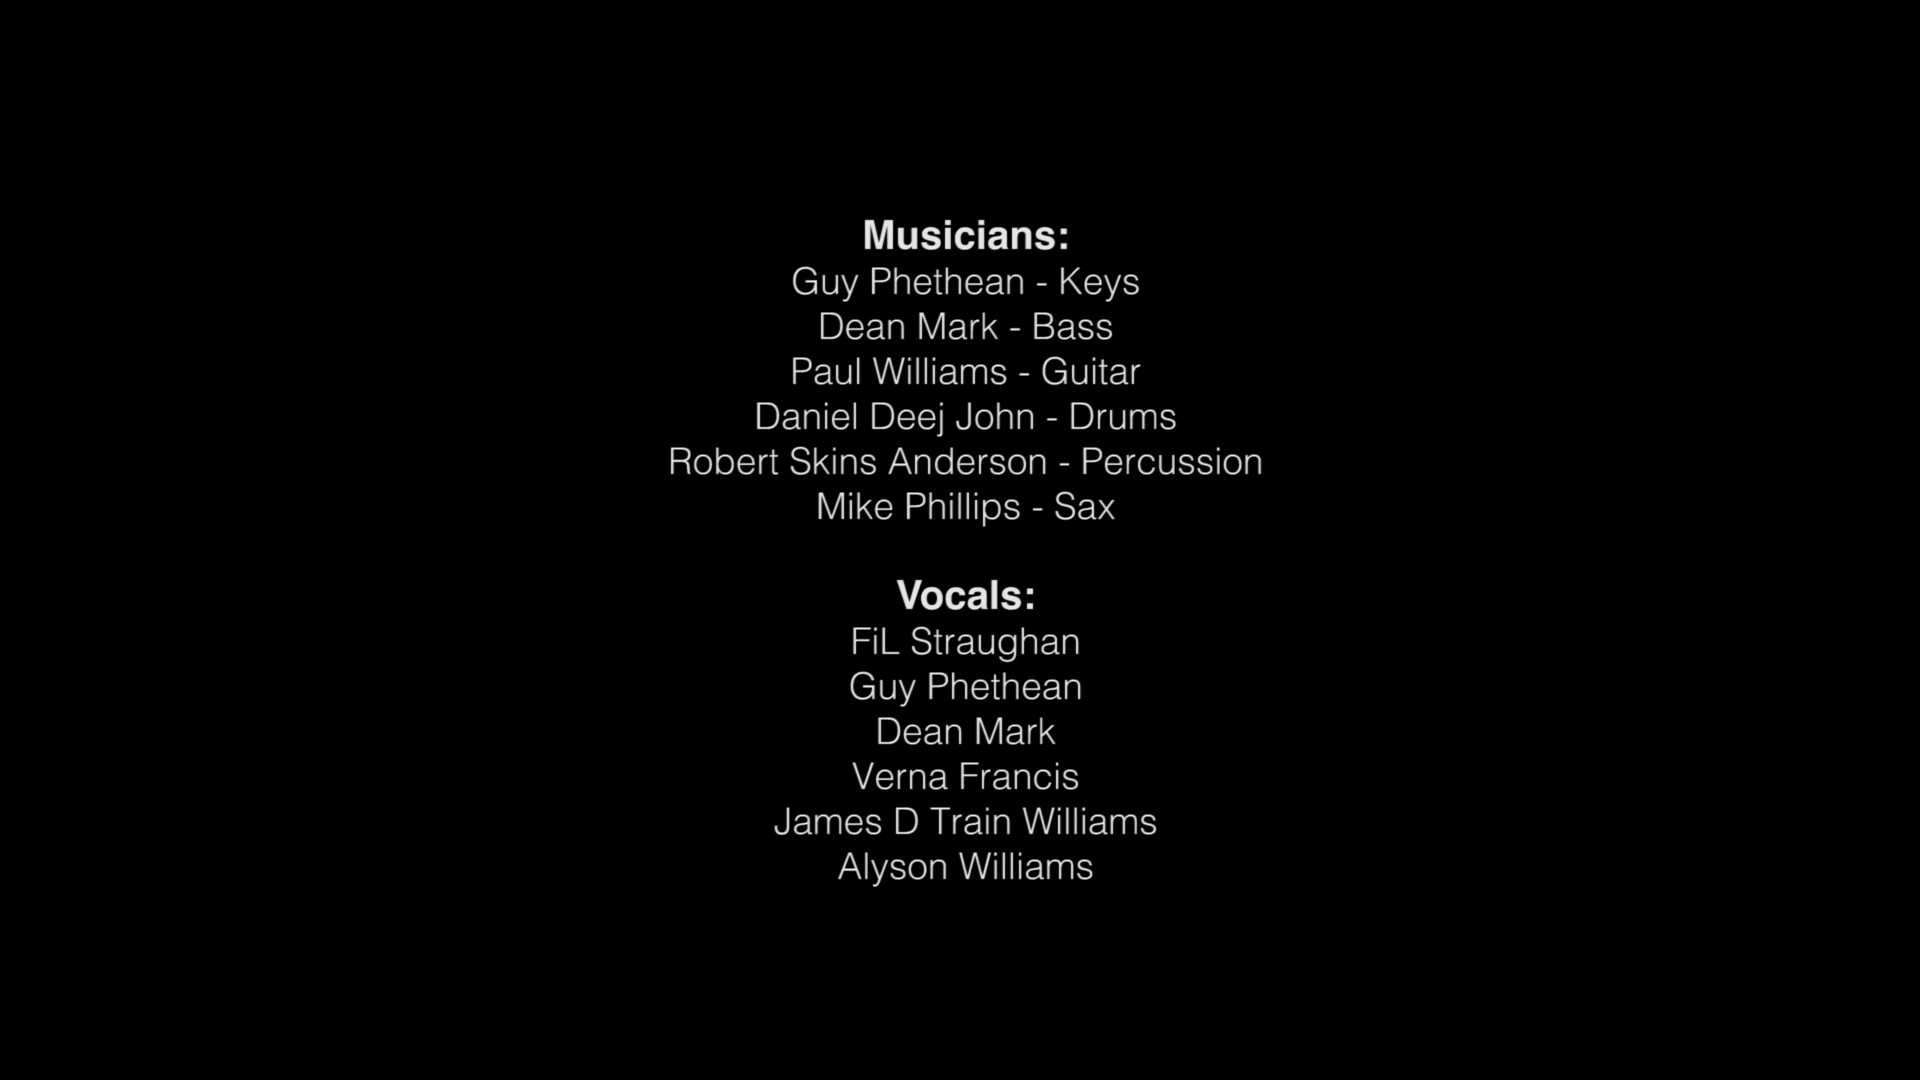 Musicians:
Guy Phethean - Keys
Dean Mark - Bass
Paul Williams - Guitar
Daniel Deej John - Drums
Robert Skins Anderson - Percussion
Mike Phillips - Sax
Vocals:
FiL Straughan
Guy Phethean
Dean Mark
Verna Francis
James D Train Williams
Alyson Williams